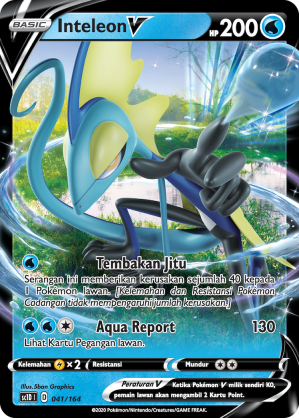 BASIC
Inteleon V
HP 200
Tembakan Jitu
Serangan ini memberikan kerusakan sejumlah 40 kepada
1 Pokémon lawan. [Kelemahan dan Resistansi Pokémon
Cadangan tidak mempengaruhi jumlah kerusakan.]
Aqua Report 130
Lihat Kartu Pegangan lawan.
Kelemahan ×2 Resistansi Mundur
Illus. 5ban Graphics
sc1D I D 041/164
Peraturan V Ketika Pokémon V milik sendiri KO,
pemain lawan akan mengambil 2 Kartu Point.
©2020 Pokémon/Nintendo/Creatures/GAME FREAK.